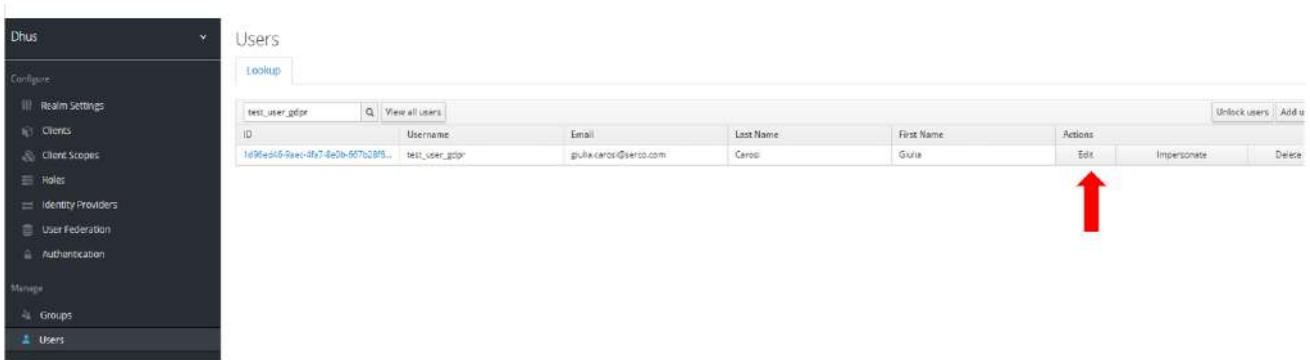 Dhus
Configure
Realm Settings
Clients
Client Scopes
Roles
Identity Providers
User Federation
Authentication
Manage
Groups
Users
Users
Lookup
test_user_gdpr View all users Unlock users Add u
ID Username Email Last Name First Name Actions
test_user_gdpr giulia.carosi@serco.com Carosi Giulia Edit Impersonate Delete